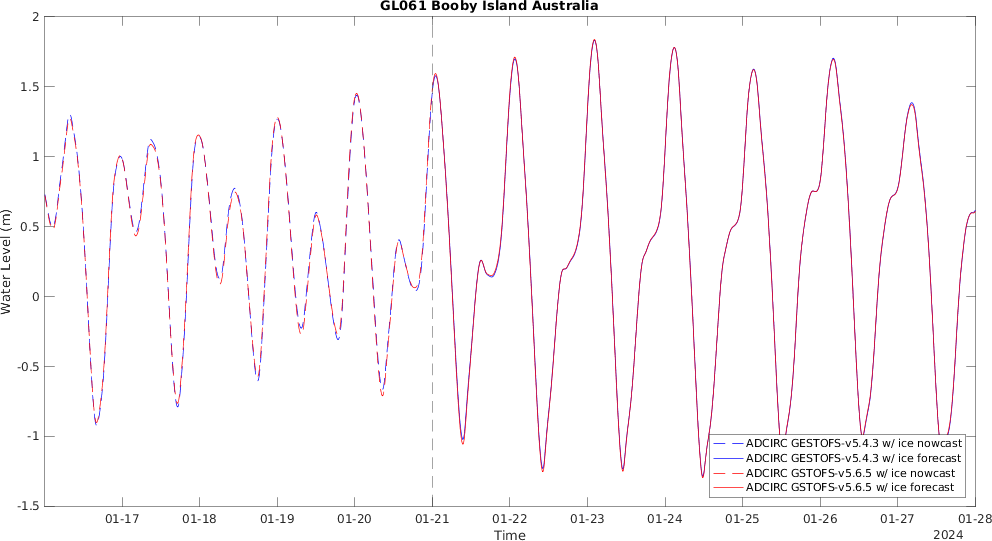 GL061 Booby Island Australia
Water Level (m)
2
1.5
1
0.5
0
-0.5
-1
-1.5
ADCIRC GESTOFS-v5.4.3 w/ ice nowcast
ADCIRC GESTOFS-v5.4.3 w/ ice forecast
ADCIRC GSTOFS-v5.6.5 w/ ice nowcast
ADCIRC GSTOFS-v5.6.5 w/ ice forecast
01-17 01-18 01-19 01-20 01-21 01-22 01-23 01-24 01-25 01-26 01-27 01-28
Time
2024